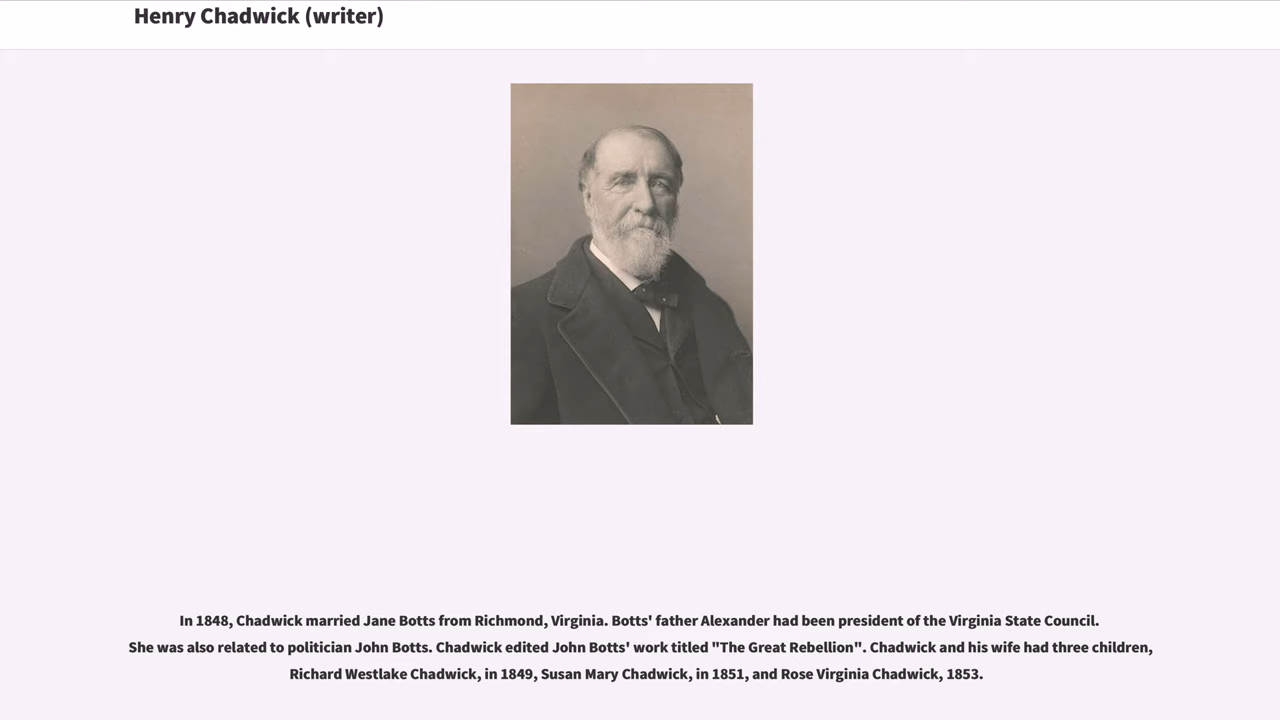 Henry Chadwick (writer)
In 1848, Chadwick married Jane Botts from Richmond, Virginia. Botts' father Alexander had been president of the Virginia State Council.
She was also related to politician John Botts. Chadwick edited John Botts' work titled "The Great Rebellion". Chadwick and his wife had three children,
Richard Westlake Chadwick, in 1849, Susan Mary Chadwick, in 1851, and Rose Virginia Chadwick, 1853.